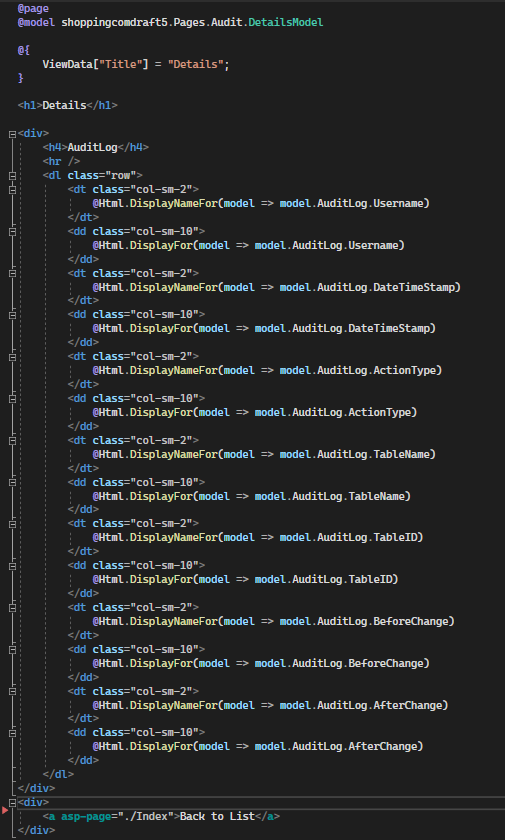 @page
@model shoppingcomdraft5.Pages.Audit.DetailsModel
@{
ViewData["Title"] = "Details";
}
<h1>Details</h1>
<div>
<h4>AuditLog</h4>
<hr />
<dl class="row">
<dt class="col-sm-2">
@Html.DisplayNameFor(model => model.AuditLog.Username)
</dt>
<dd class="col-sm-10">
@Html.DisplayFor(model => model.AuditLog.Username)
</dd>
<dt class="col-sm-2">
@Html.DisplayNameFor(model => model.AuditLog.DateTimeStamp)
</dt>
<dd class="col-sm-10">
@Html.DisplayFor(model => model.AuditLog.DateTimeStamp)
</dd>
<dt class="col-sm-2">
@Html.DisplayNameFor(model => model.AuditLog.ActionType)
</dt>
<dd class="col-sm-10">
@Html.DisplayFor(model => model.AuditLog.ActionType)
</dd>
<dt class="col-sm-2">
@Html.DisplayNameFor(model => model.AuditLog.TableName)
</dt>
<dd class="col-sm-10">
@Html.DisplayFor(model => model.AuditLog.TableName)
</dd>
<dt class="col-sm-2">
@Html.DisplayNameFor(model => model.AuditLog.TableID)
</dt>
<dd class="col-sm-10">
@Html.DisplayFor(model => model.AuditLog.TableID)
</dd>
<dt class="col-sm-2">
@Html.DisplayNameFor(model => model.AuditLog.BeforeChange)
</dt>
<dd class="col-sm-10">
@Html.DisplayFor(model => model.AuditLog.BeforeChange)
</dd>
<dt class="col-sm-2">
@Html.DisplayNameFor(model => model.AuditLog.AfterChange)
</dt>
<dd class="col-sm-10">
@Html.DisplayFor(model => model.AuditLog.AfterChange)
</dd>
</dl>
</div>
<div>
<a asp-page="./Index">Back to List</a>
</div>